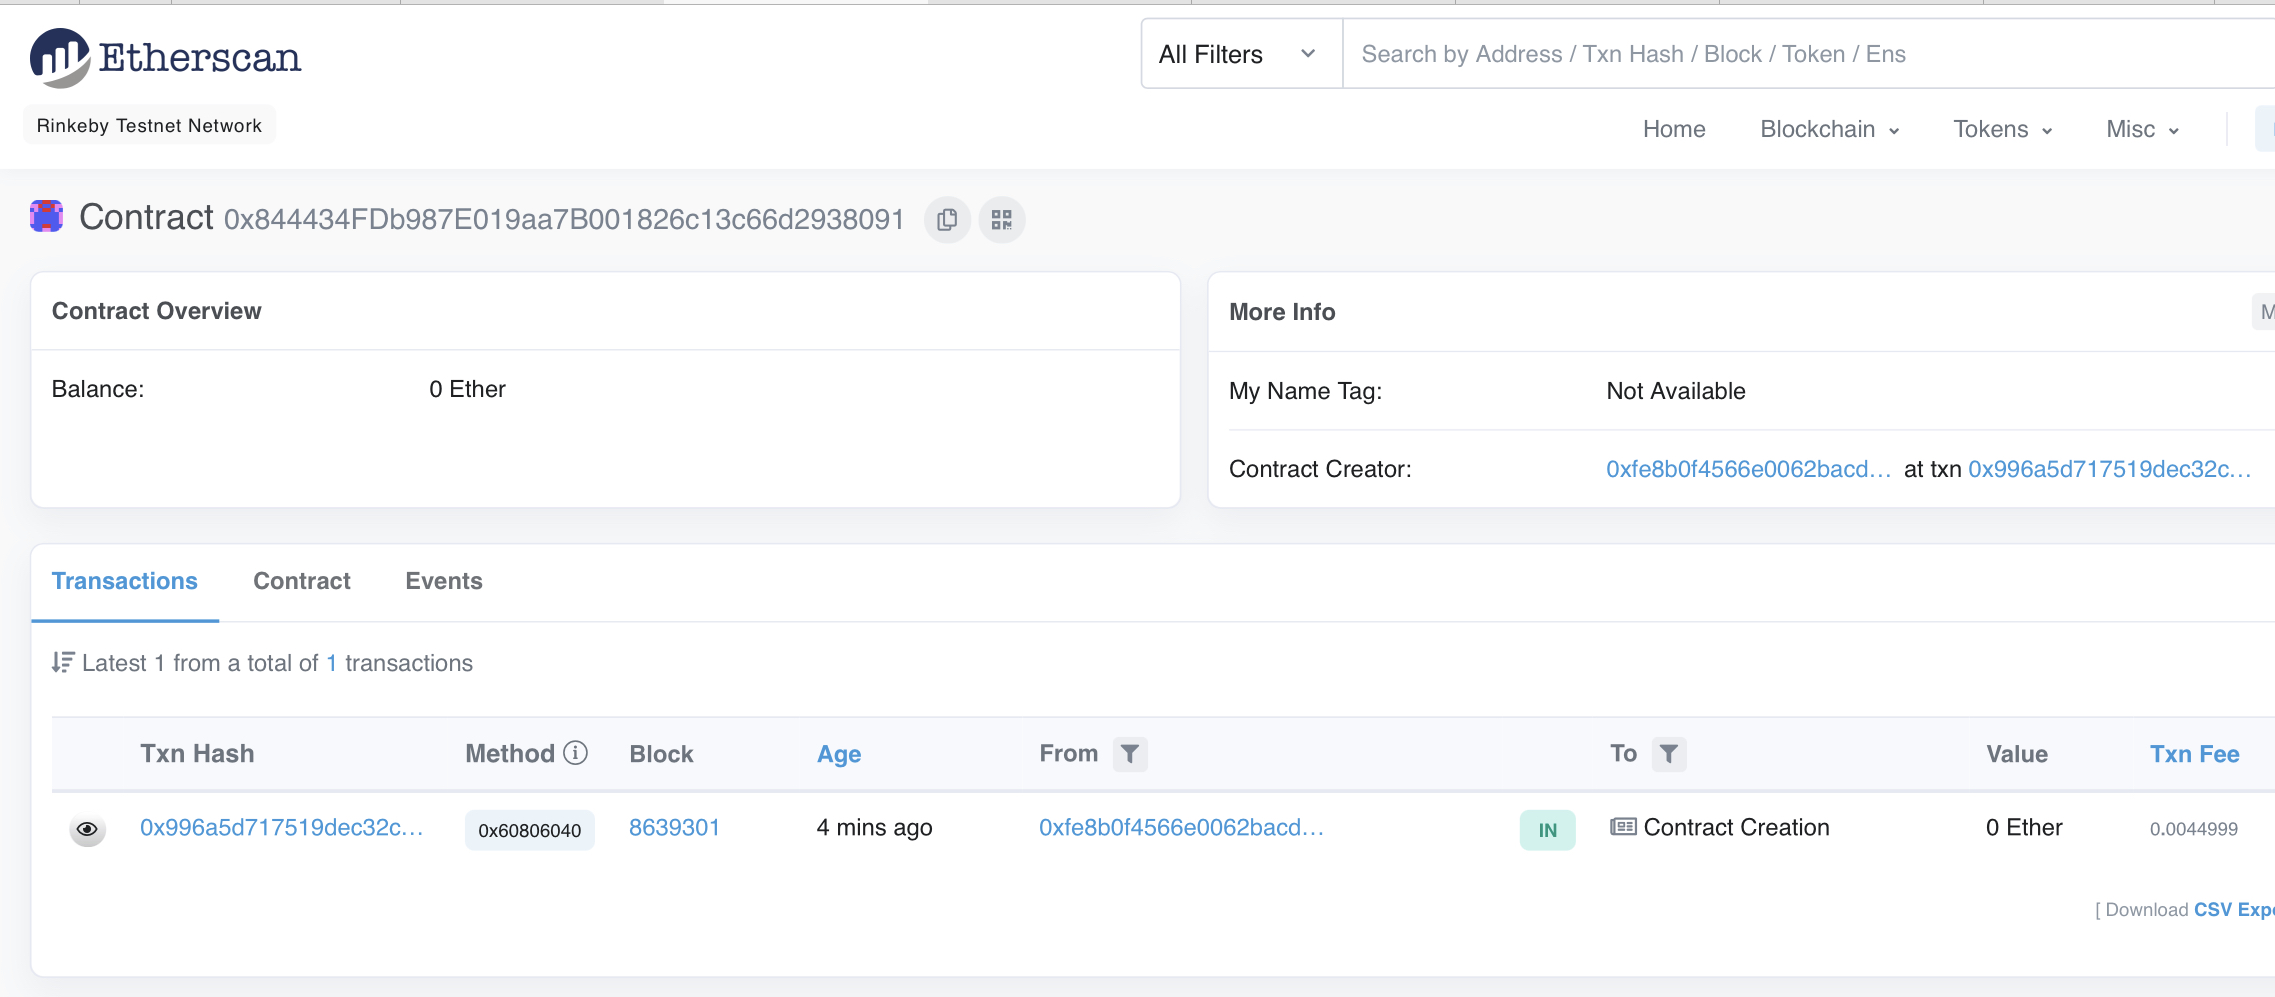 Etherscan
All Filters
Search by Address / Txn Hash / Block / Token / Ens
Rinkeby Testnet Network
Home Blockchain Tokens Misc
Contract 0x844434FDb987E019aa7B001826c13c66d2938091
Contract Overview
Balance: 0 Ether
More Info
My Name Tag: Not Available
Contract Creator: 0xfe8b0f4566e0062bacd... at txn 0x996a5d717519dec32c...
Transactions Contract Events
Latest 1 from a total of 1 transactions
Txn Hash Method Block Age From To Value Txn Fee
0x996a5d717519dec32c... 0x60806040 8639301 4 mins ago 0xfe8b0f4566e0062bacd... IN Contract Creation 0 Ether 0.0044999
[ Download CSV Exp